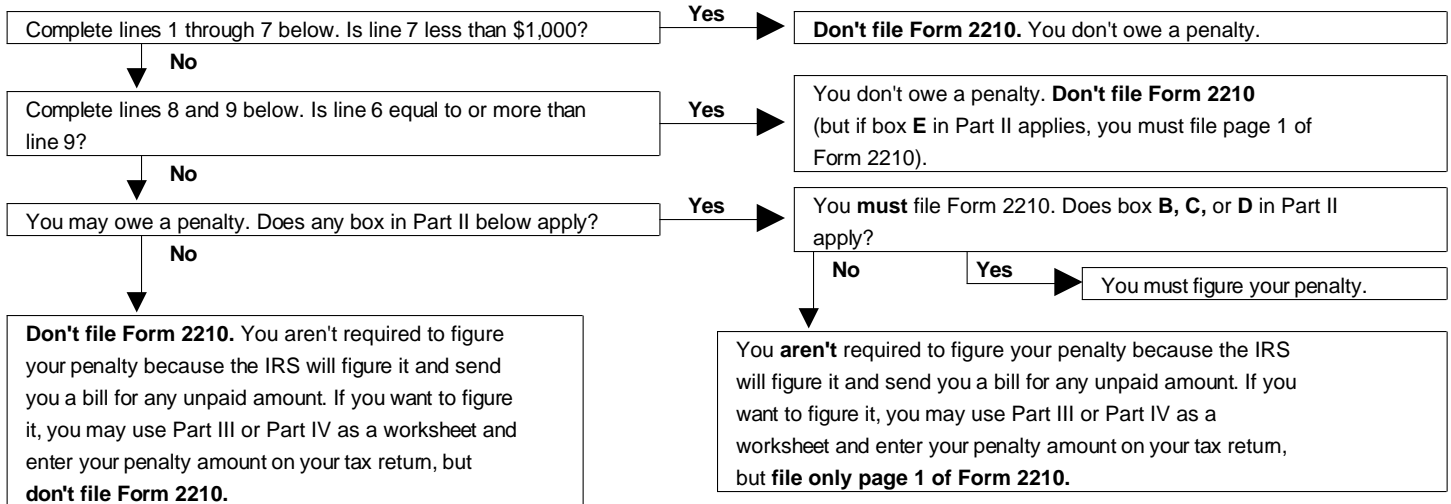 Complete lines 1 through 7 below. Is line 7 less than $1,000?
Yes
Don't file Form 2210. You don't owe a penalty.
No
Complete lines 8 and 9 below. Is line 6 equal to or more than
line 9?
Yes
You don't owe a penalty. Don't file Form 2210
(but if box E in Part II applies, you must file page 1 of
Form 2210).
No
You may owe a penalty. Does any box in Part II below apply?
Yes
You must file Form 2210. Does box B, C, or D in Part II
apply?
No
No
Yes
You must figure your penalty.
Don't file Form 2210. You aren't required to figure
your penalty because the IRS will figure it and send
you a bill for any unpaid amount. If you want to figure
it, you may use Part III or Part IV as a worksheet and
enter your penalty amount on your tax return, but
don't file Form 2210.
You aren't required to figure your penalty because the IRS
will figure it and send you a bill for any unpaid amount. If you
want to figure it, you may use Part III or Part IV as a
worksheet and enter your penalty amount on your tax return,
but file only page 1 of Form 2210.